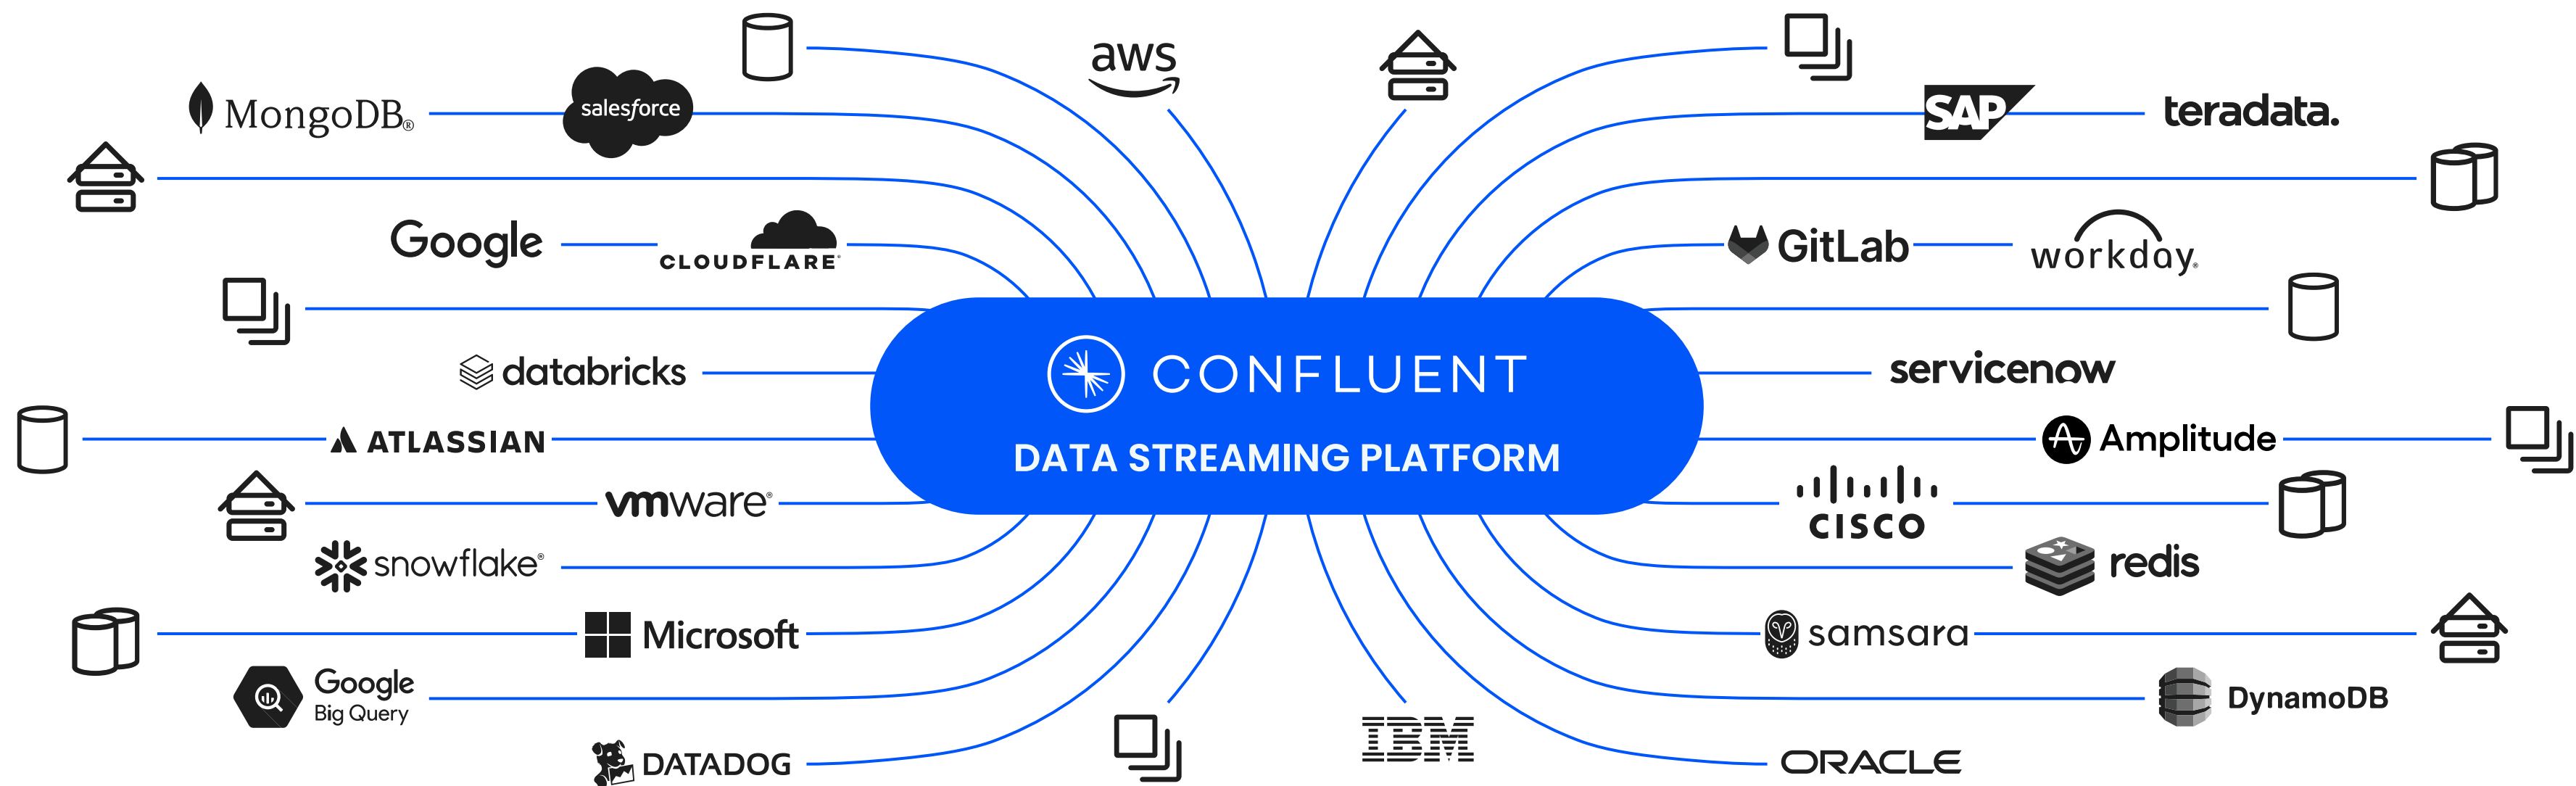 aws
MongoDB®
salesforce
SAP
teradata.
Google
CLOUDFLARE®
GitLab
workday®
databricks
CONFLUENT
servicenow
ATLASSIAN
DATA STREAMING PLATFORM
Amplitude
vmware®
CISCO
snowflake®
redis
Microsoft
samsara
Google
Big Query
DynamoDB
DATADOG
IBM
ORACLE